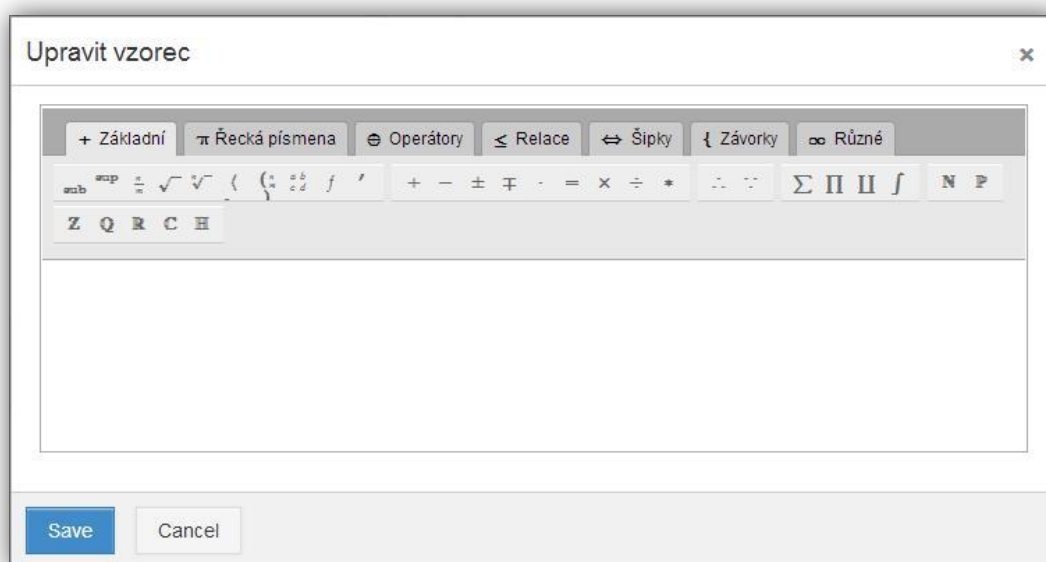 Upravit vzorec ×
+ Základní π Řecká písmena ⊖ Operátory ≤ Relace ⇔ Šipky { Závorky ∞ Různé
sub sup √ ⁿ√ ( f ′ + − ± ∓ · = × ÷ * ∴ ∵ ∑ ∏ ∐ ∫ ℕ ℙ
ℤ ℚ ℝ ℂ ℍ
Save Cancel